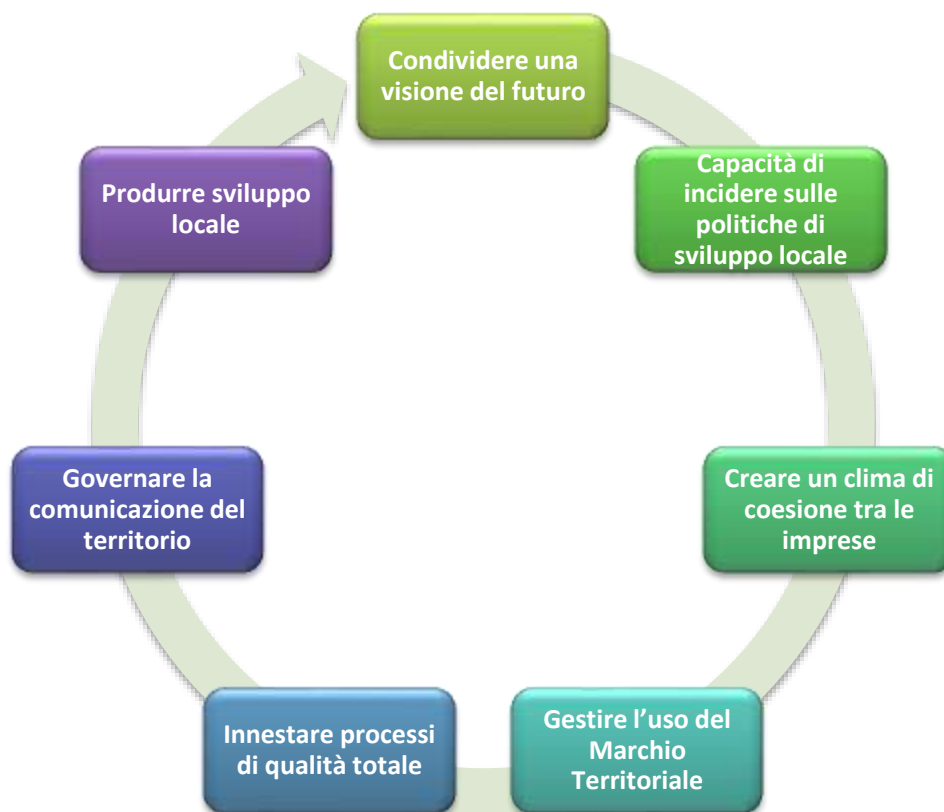 Condividere una
visione del futuro
Capacità di
incidere sulle
politiche di
sviluppo locale
Creare un clima di
coesione tra le
imprese
Gestire l’uso del
Marchio
Territoriale
Innestare processi
di qualità totale
Governare la
comunicazione del
territorio
Produrre sviluppo
locale